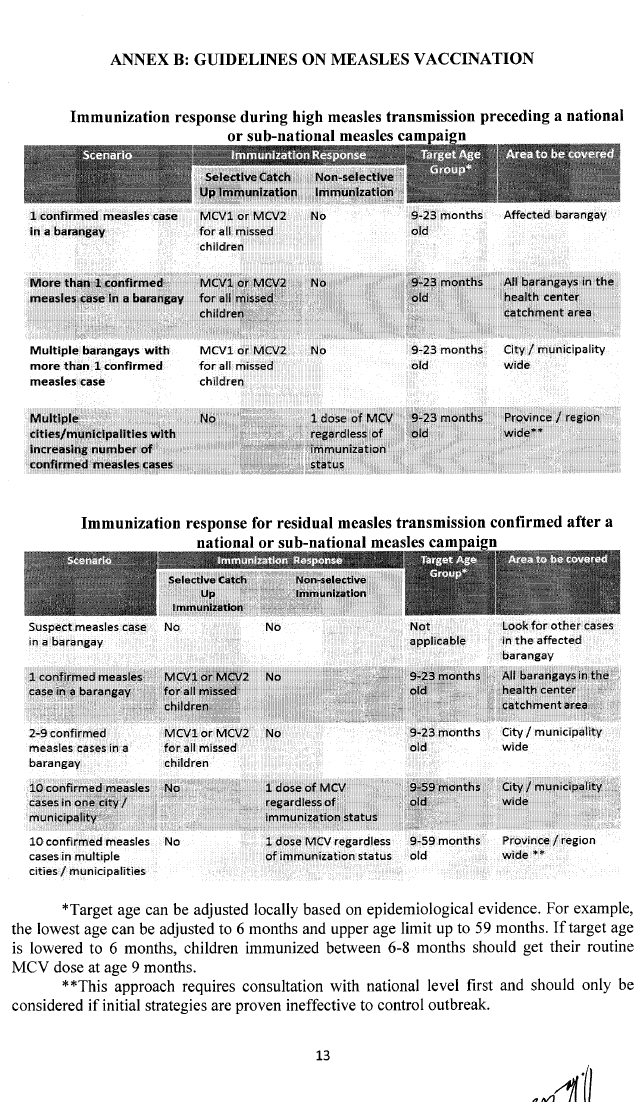 ANNEX B: GUIDELINES ON MEASLES VACCINATION
Immunization response during high measles transmission preceding a national
or sub-national measles campaign
Scenario Immunization Response Target Age Area to be covered
Group*
Selective Catch Non-selective
Up Immunization Immunization
1 confirmed measles case MCV1 or MCV2 No 9-23 months Affected barangay
in a barangay for all missed old
children
More than 1 confirmed MCV1 or MCV2 No 9-23 months All barangays in the
measles case in a barangay for all missed old health center
children catchment area
Multiple barangays with MCV1 or MCV2 No 9-23 months City / municipality
more than 1 confirmed for all missed old wide
measles case children
Multiple No 1 dose of MCV 9-23 months Province / region
cities/municipalities with regardless of old wide**
increasing number of immunization
confirmed measles cases status
Immunization response for residual measles transmission confirmed after a
national or sub-national measles campaign
Scenario Immunization Response Target Age Area to be covered
Group*
Selective Catch Non-selective
Up Immunization
Immunization
Suspect measles case No No Not Look for other cases
in a barangay applicable in the affected
barangay
1 confirmed measles MCV1 or MCV2 No 9-23 months All barangays in the
case in a barangay for all missed old health center
children catchment area
2-9 confirmed MCV1 or MCV2 No 9-23 months City / municipality
measles cases in a for all missed old wide
barangay children
10 confirmed measles No 1 dose of MCV 9-59 months City / municipality
cases in one city / regardless of old wide
municipality immunization status
10 confirmed measles No 1 dose MCV regardless 9-59 months Province / region
cases in multiple of immunization status old wide **
cities / municipalities
*Target age can be adjusted locally based on epidemiological evidence. For example,
the lowest age can be adjusted to 6 months and upper age limit up to 59 months. If target age
is lowered to 6 months, children immunized between 6-8 months should get their routine
MCV dose at age 9 months.
**This approach requires consultation with national level first and should only be
considered if initial strategies are proven ineffective to control outbreak.
13